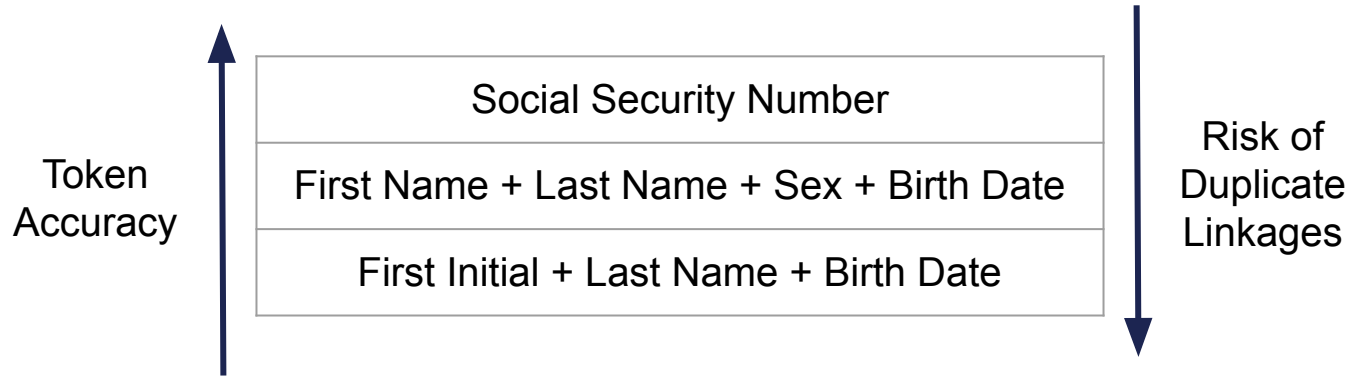 Token
Accuracy
Social Security Number
First Name + Last Name + Sex + Birth Date
First Initial + Last Name + Birth Date
Risk of
Duplicate
Linkages